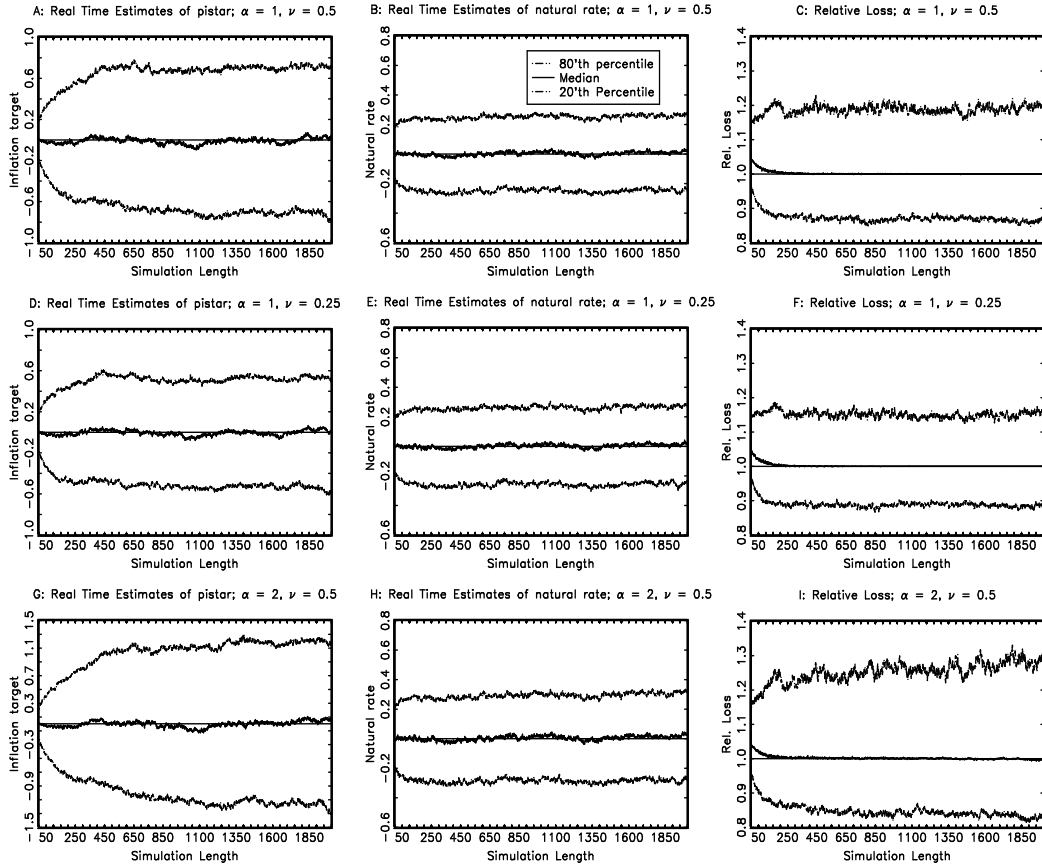 A: Real Time Estimates of pistar; α = 1, ν = 0.5
Inflation target
1.0
0.6
0.2
−0.2
−0.6
−1.0
50 250 450 650 850 1100 1350 1600 1850
Simulation Length
B: Real Time Estimates of natural rate; α = 1, ν = 0.5
Natural rate
0.8
0.4
0.2
−0.2
−0.6
80'th percentile
Median
20'th Percentile
50 250 450 650 850 1100 1350 1600 1850
Simulation Length
C: Relative Loss; α = 1, ν = 0.5
Rel. Loss
1.4
1.3
1.2
1.1
1.0
0.9
0.8
50 250 450 650 850 1100 1350 1600 1850
Simulation Length
D: Real Time Estimates of pistar; α = 1, ν = 0.25
Inflation target
1.0
0.6
0.2
−0.2
−0.6
−1.0
50 250 450 650 850 1100 1350 1600 1850
Simulation Length
E: Real Time Estimates of natural rate; α = 1, ν = 0.25
Natural rate
0.8
0.4
0.2
−0.2
−0.6
50 250 450 650 850 1100 1350 1600 1850
Simulation Length
F: Relative Loss; α = 1, ν = 0.25
Rel. Loss
1.4
1.3
1.2
1.1
1.0
0.9
0.8
50 250 450 650 850 1100 1350 1600 1850
Simulation Length
G: Real Time Estimates of pistar; α = 2, ν = 0.5
Inflation target
1.5
1.1
0.7
0.3
−0.3
−0.9
−1.5
50 250 450 650 850 1100 1350 1600 1850
Simulation Length
H: Real Time Estimates of natural rate; α = 2, ν = 0.5
Natural rate
0.8
0.4
0.2
−0.2
−0.6
50 250 450 650 850 1100 1350 1600 1850
Simulation Length
I: Relative Loss; α = 2, ν = 0.5
Rel. Loss
1.4
1.3
1.2
1.1
1.0
0.9
0.8
50 250 450 650 850 1100 1350 1600 1850
Simulation Length